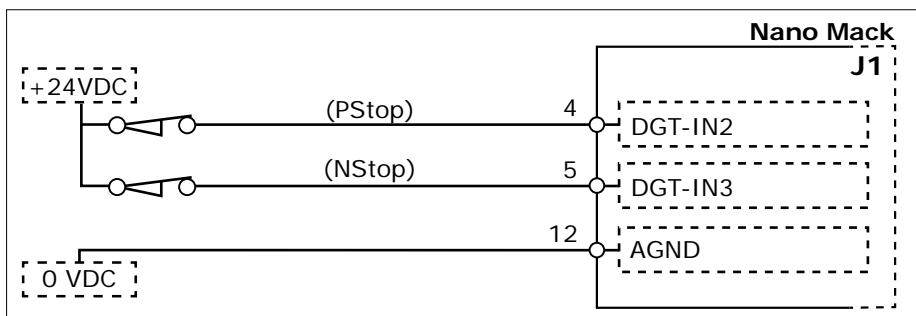 Nano Mack
J1
+24VDC
(PStop) 4 DGT-IN2
(NStop) 5 DGT-IN3
12 AGND
0 VDC